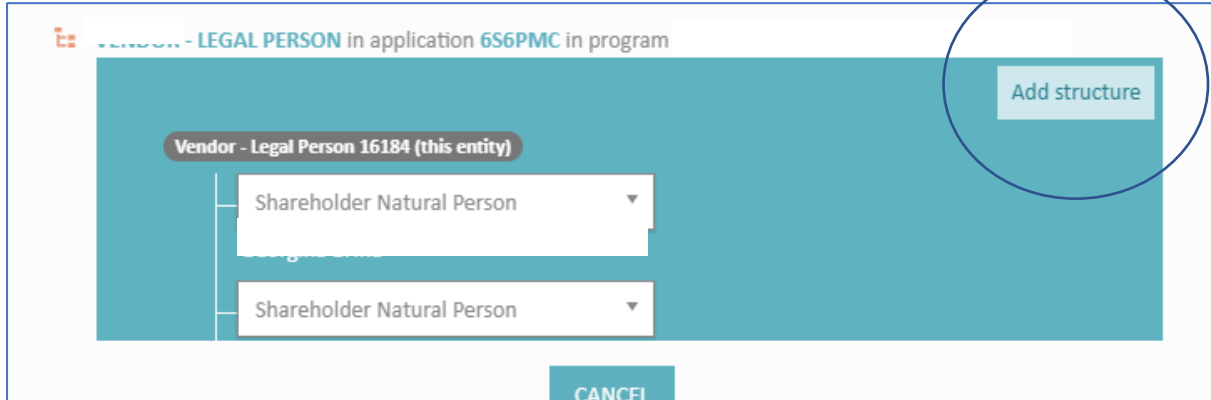 VENDOR - LEGAL PERSON in application 6S6PMC in program
Add structure
Vendor - Legal Person 16184 (this entity)
Shareholder Natural Person
Shareholder Natural Person
CANCEL